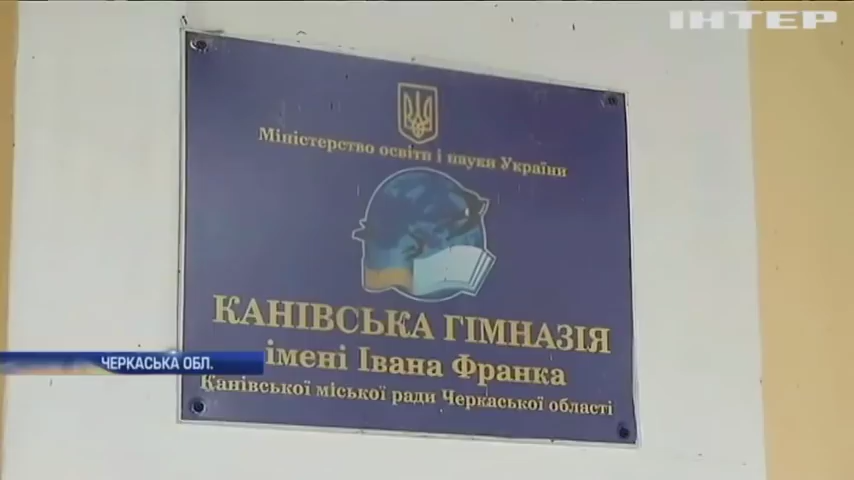 ІНТЕР
Міністерство освіти і науки України
КАНІВСЬКА ГІМНАЗІЯ
імені Івана Франка
Канівської міської ради Черкаської області
ЧЕРКАСЬКА ОБЛ.